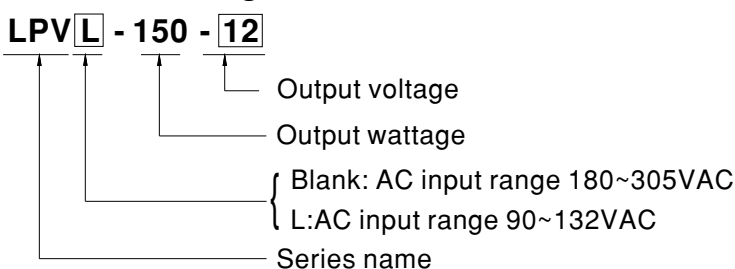 LPVL - 150 - 12
Output voltage
Output wattage
Blank: AC input range 180~305VAC
L:AC input range 90~132VAC
Series name